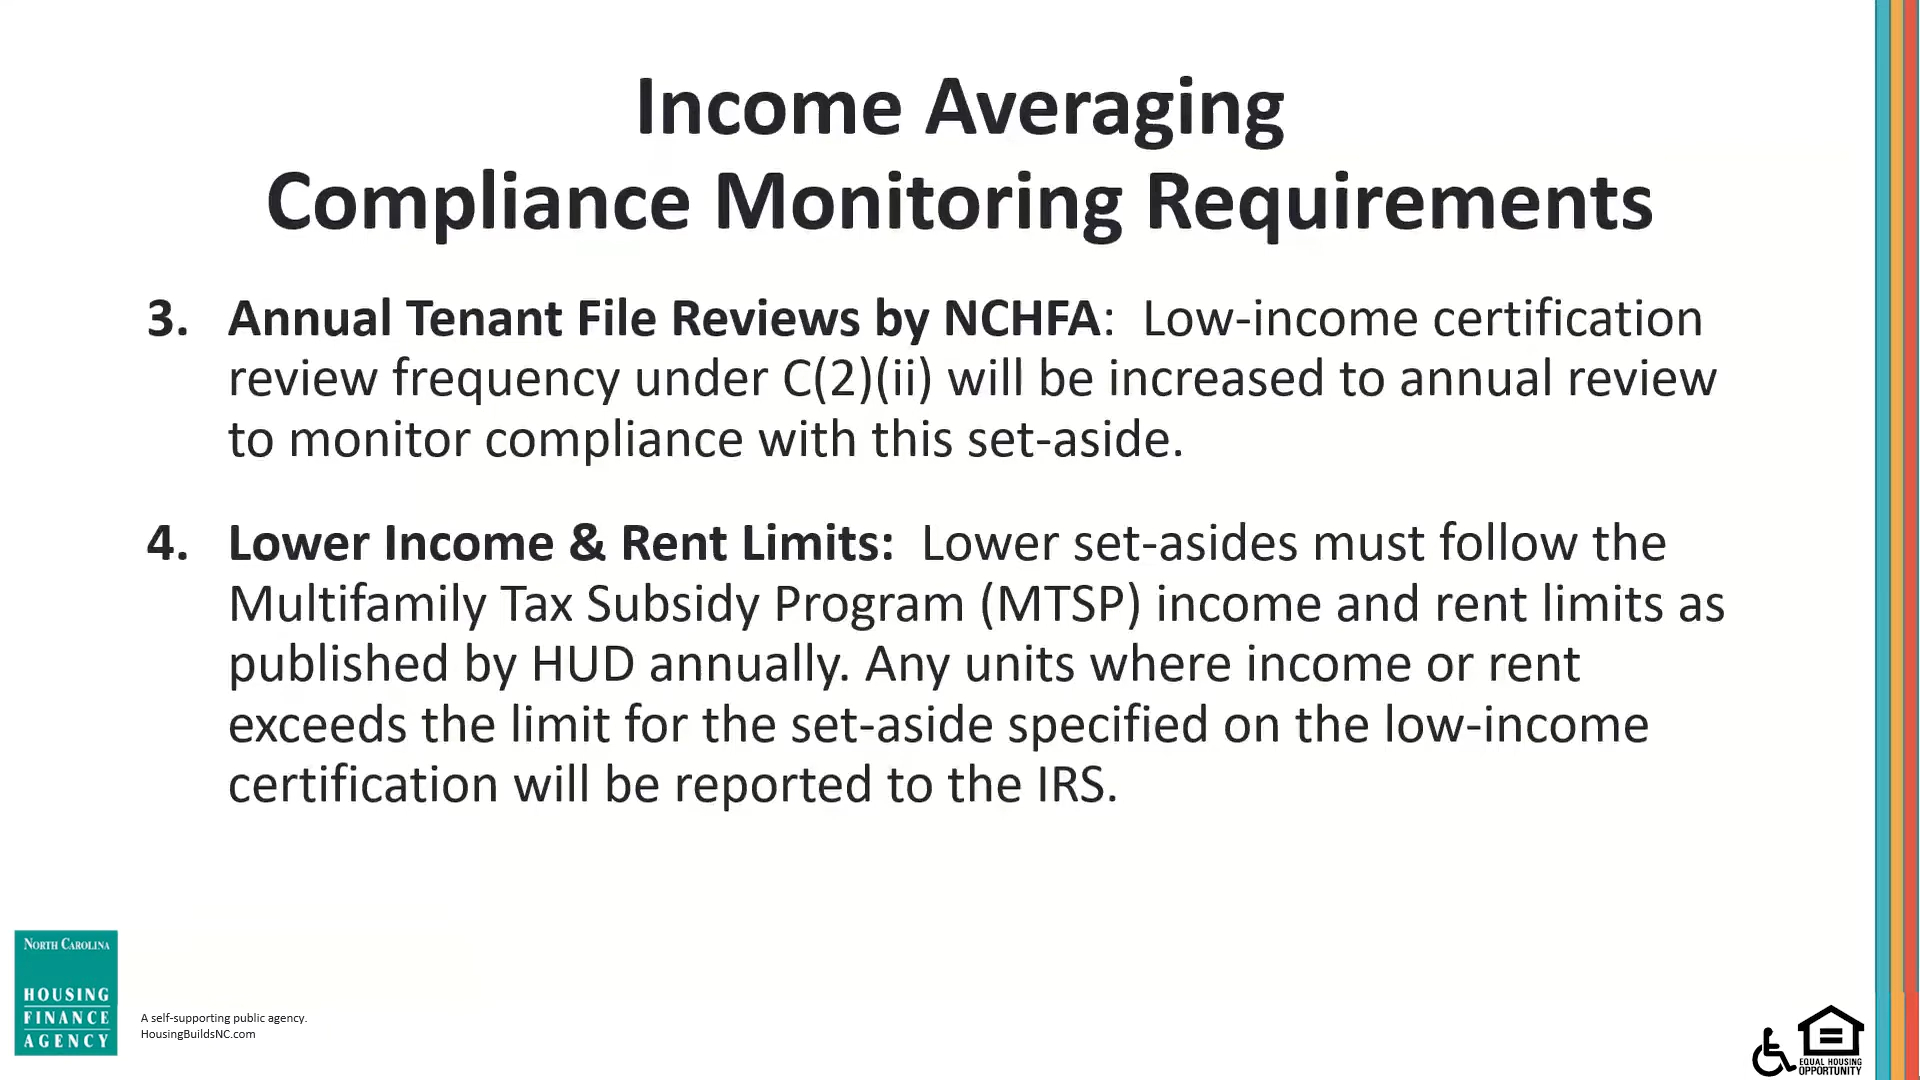 Income Averaging
Compliance Monitoring Requirements
3. Annual Tenant File Reviews by NCHFA:  Low-income certification
review frequency under C(2)(ii) will be increased to annual review
to monitor compliance with this set-aside.
4. Lower Income & Rent Limits:  Lower set-asides must follow the
Multifamily Tax Subsidy Program (MTSP) income and rent limits as
published by HUD annually. Any units where income or rent
exceeds the limit for the set-aside specified on the low-income
certification will be reported to the IRS.
NORTH CAROLINA
HOUSING
FINANCE
AGENCY
A self-supporting public agency.
HousingBuildsNC.com
EQUAL HOUSING
OPPORTUNITY